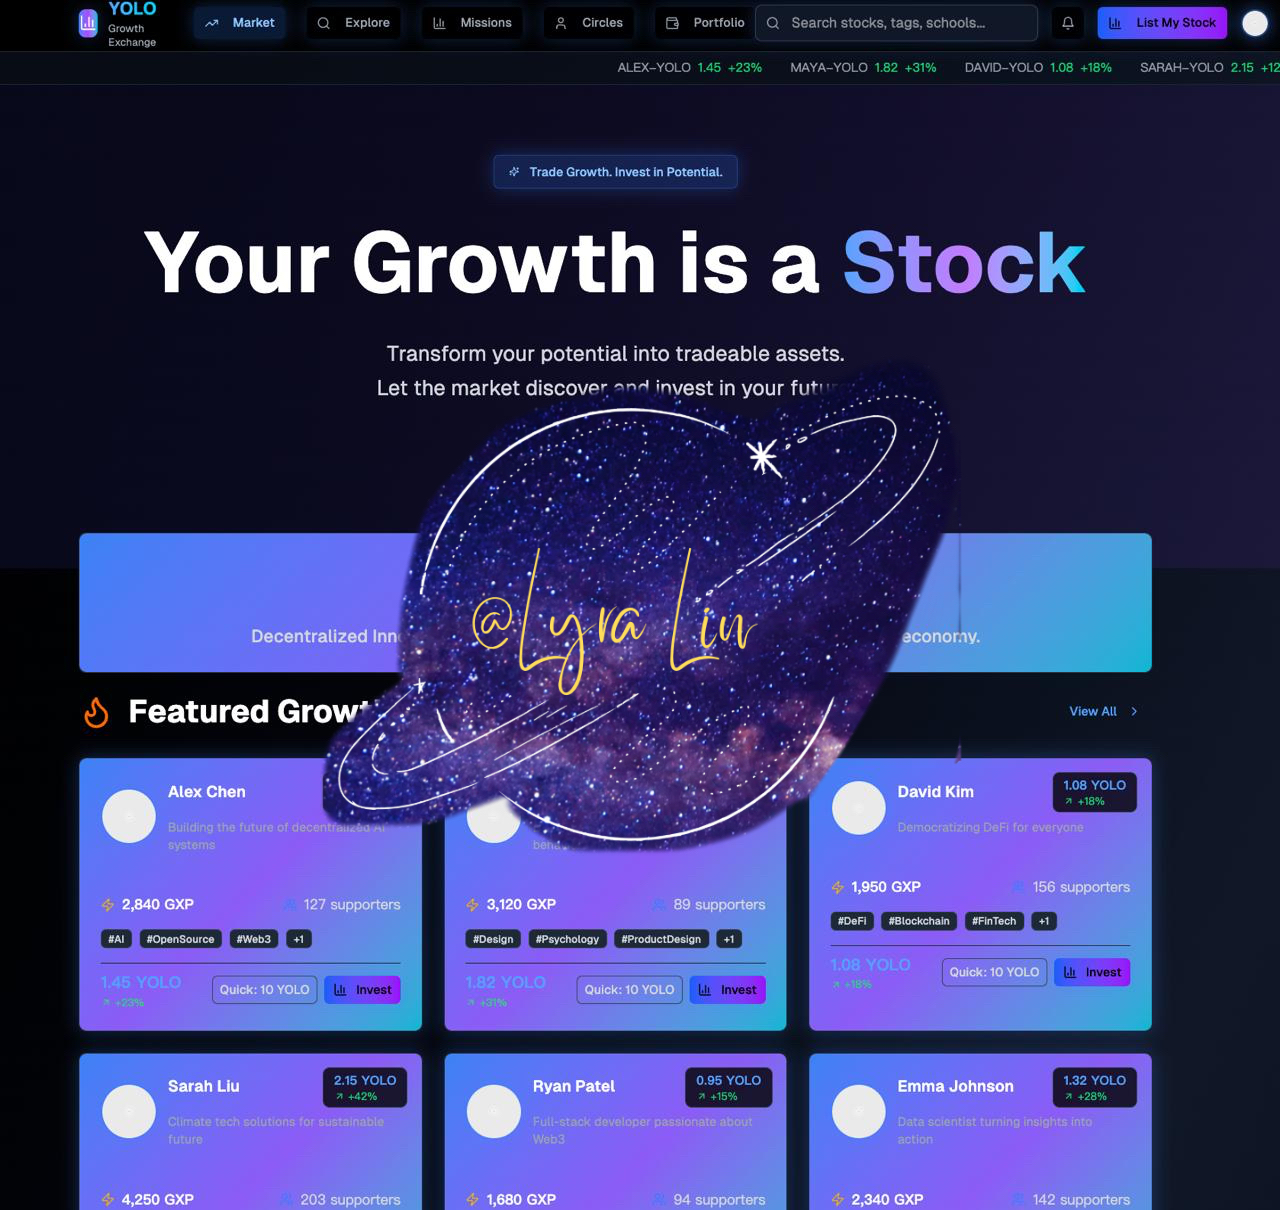 YOLO
Growth
Exchange
Market
Explore
Missions
Circles
Portfolio
Search stocks, tags, schools...
List My Stock
ALEX-YOLO 1.45 +23% MAYA-YOLO 1.82 +31% DAVID-YOLO 1.08 +18% SARAH-YOLO 2.15 +12
Trade Growth. Invest in Potential.
Your Growth is a Stock
Transform your potential into tradeable assets.
Let the market discover and invest in your
Decentralized
economy.
@Lyra Lin
Featured
View All
Alex Chen
Building the future of decentralized AI
systems
2,840 GXP
127 supporters
#AI #OpenSource #Web3 +1
1.45 YOLO
+23%
Quick: 10 YOLO
Invest
3,120 GXP
89 supporters
#Design #Psychology #ProductDesign +1
1.82 YOLO
+31%
Quick: 10 YOLO
Invest
David Kim
1.08 YOLO
+18%
Democratizing DeFi for everyone
1,950 GXP
156 supporters
#DeFi #Blockchain #FinTech +1
1.08 YOLO
+18%
Quick: 10 YOLO
Invest
Sarah Liu
2.15 YOLO
+42%
Climate tech solutions for sustainable
future
4,250 GXP
203 supporters
Ryan Patel
0.95 YOLO
+15%
Full-stack developer passionate about
Web3
1,680 GXP
94 supporters
Emma Johnson
1.32 YOLO
+28%
Data scientist turning insights into
action
2,340 GXP
142 supporters